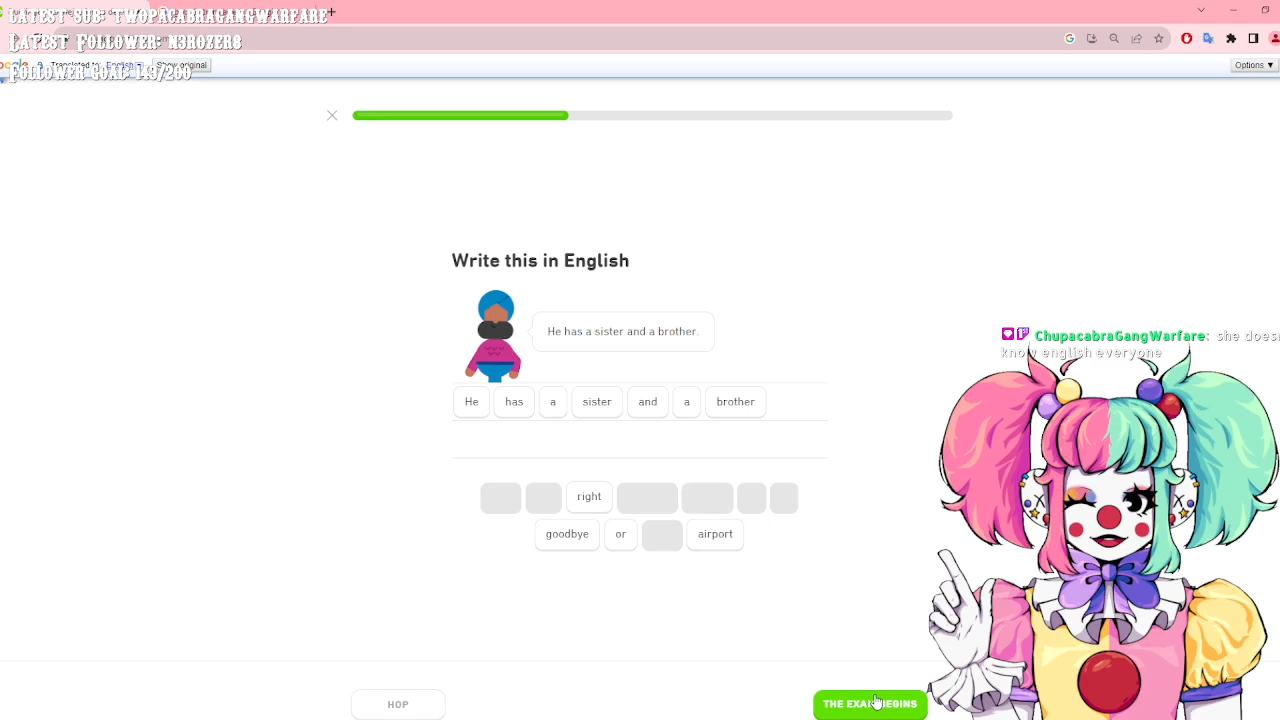 LATEST SUB: TWOPACABRAGANGWARFARE
LATEST FOLLOWER: N3ROZER8
Translated to: English Show original
FOLLOWER GOAL: 149/200
Options ▼
Write this in English
He has a sister and a brother.
He has a sister and a brother
right
goodbye or airport
ChupacabraGangWarfare: she does
know english everyone
HOP
THE EXAM BEGINS